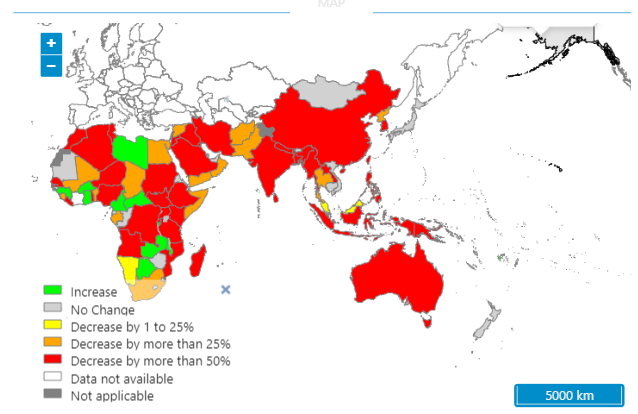 MAP
+
−
Increase
No Change
Decrease by 1 to 25%
Decrease by more than 25%
Decrease by more than 50%
Data not available
Not applicable
5000 km